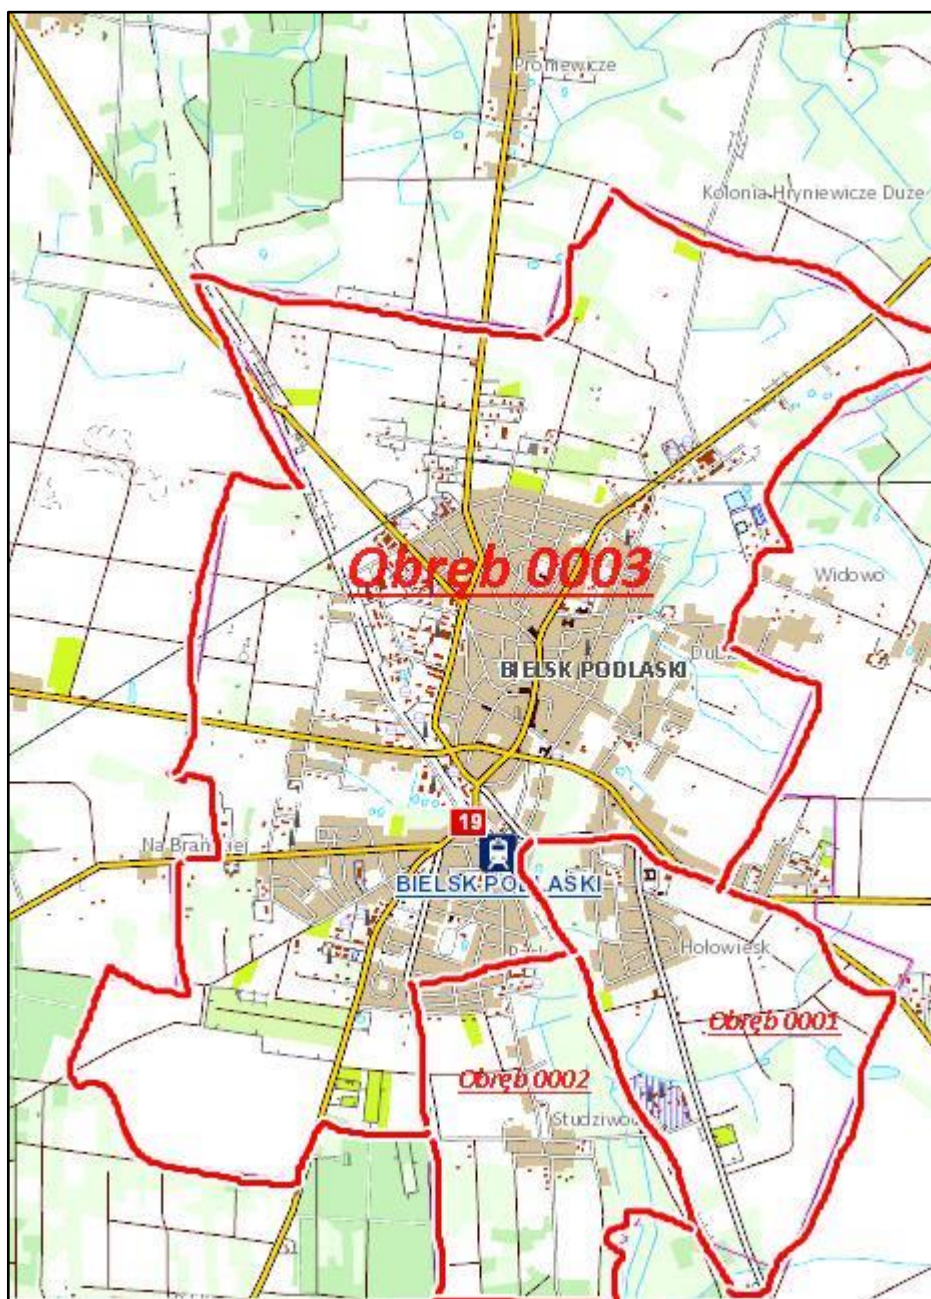 Proniewicze
Kolonia Hryniewicze Duże
Obręb 0003
Widowo
BIELSK PODLASKI
19
Na Brańskiej
BIELSK PODLASKI
Hołowiesk
Obręb 0001
Obręb 0002